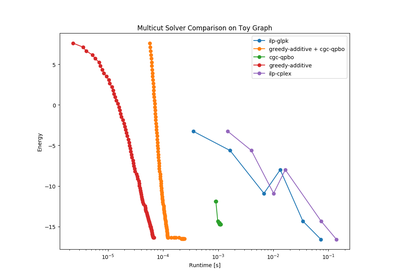 Multicut Solver Comparison on Toy Graph
ilp-glpk
greedy-additive + cgc-qpbo
cgc-qpbo
greedy-additive
ilp-cplex
Energy
5
0
−5
−10
−15
10⁻⁵
10⁻⁴
10⁻³
10⁻²
10⁻¹
Runtime [s]